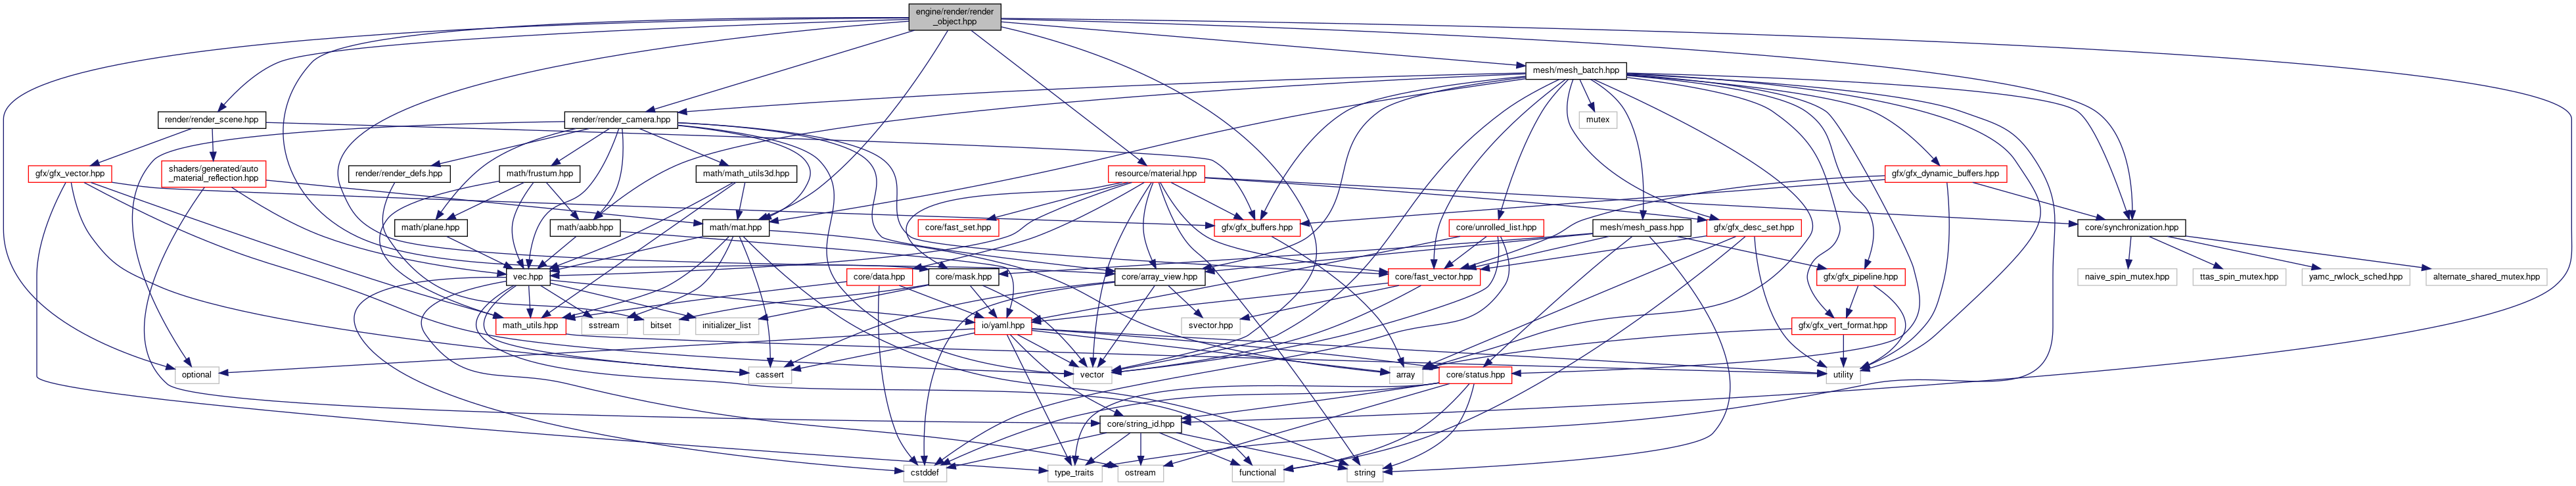 engine/render/render
_object.hpp
mesh/mesh_batch.hpp
render/render_scene.hpp
render/render_camera.hpp
mutex
gfx/gfx_vector.hpp
shaders/generated/auto
_material_reflection.hpp
render/render_defs.hpp
math/frustum.hpp
math/math_utils3d.hpp
resource/material.hpp
gfx/gfx_dynamic_buffers.hpp
math/plane.hpp
math/aabb.hpp
math/mat.hpp
core/fast_set.hpp
gfx/gfx_buffers.hpp
core/unrolled_list.hpp
mesh/mesh_pass.hpp
gfx/gfx_desc_set.hpp
core/synchronization.hpp
vec.hpp
core/data.hpp
core/mask.hpp
core/array_view.hpp
core/fast_vector.hpp
gfx/gfx_pipeline.hpp
naive_spin_mutex.hpp
ttas_spin_mutex.hpp
yamc_rwlock_sched.hpp
alternate_shared_mutex.hpp
math_utils.hpp
sstream
bitset
initializer_list
io/yaml.hpp
svector.hpp
gfx/gfx_vert_format.hpp
optional
cassert
vector
array
core/status.hpp
utility
core/string_id.hpp
cstddef
type_traits
ostream
functional
string